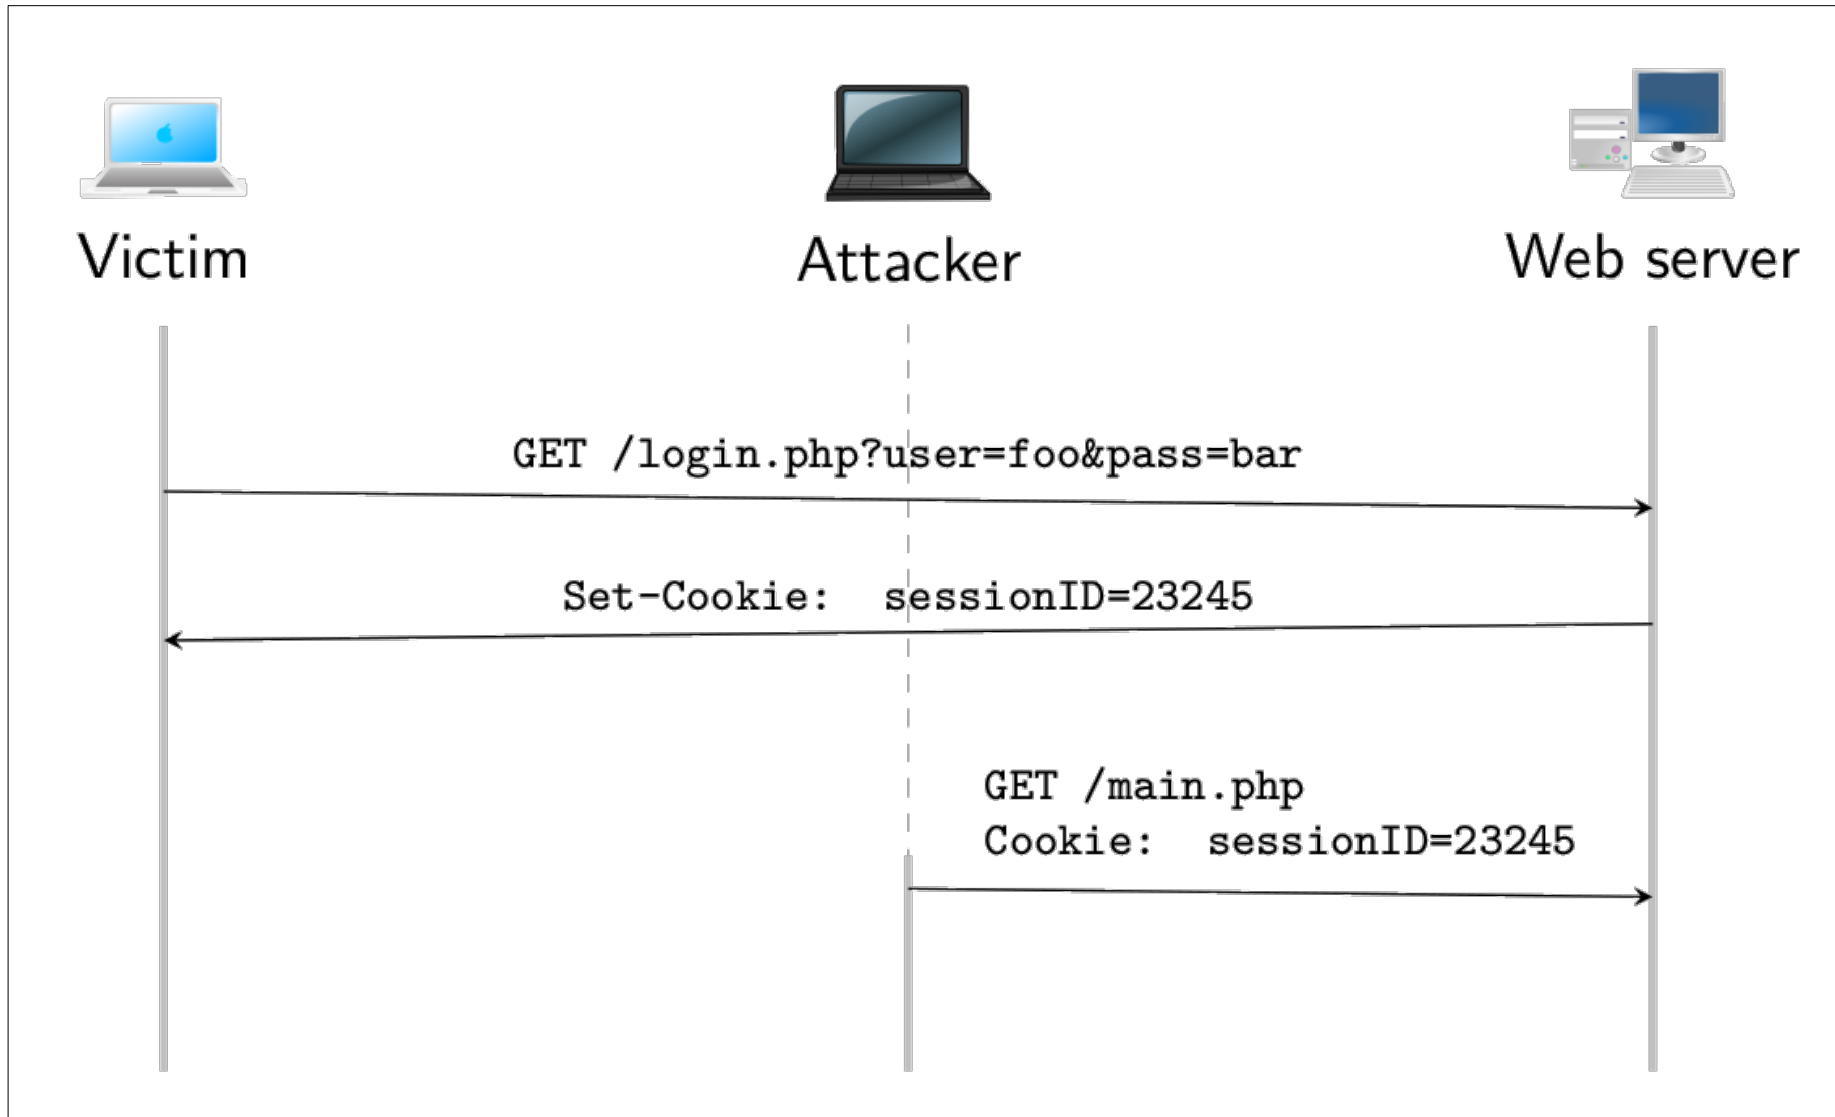 Victim
Attacker
Web server
GET /login.php?user=foo&pass=bar
Set-Cookie: sessionID=23245
GET /main.php
Cookie: sessionID=23245